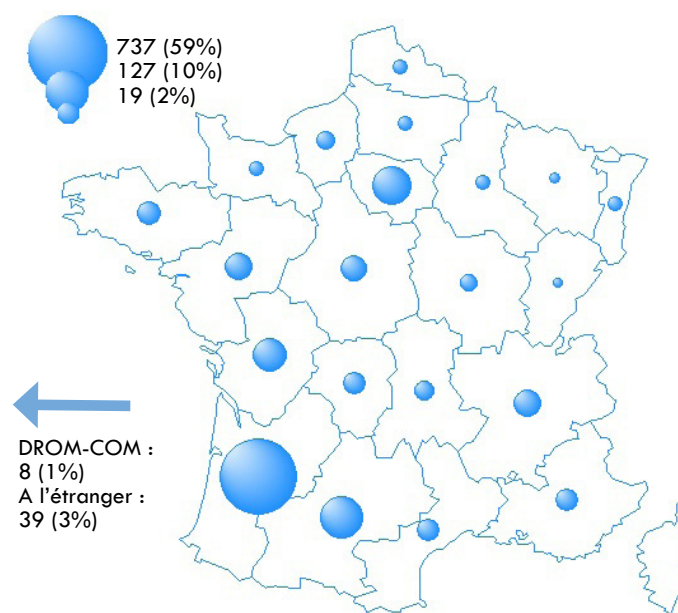 737 (59%)
127 (10%)
19 (2%)
DROM-COM :
8 (1%)
A l'étranger :
39 (3%)